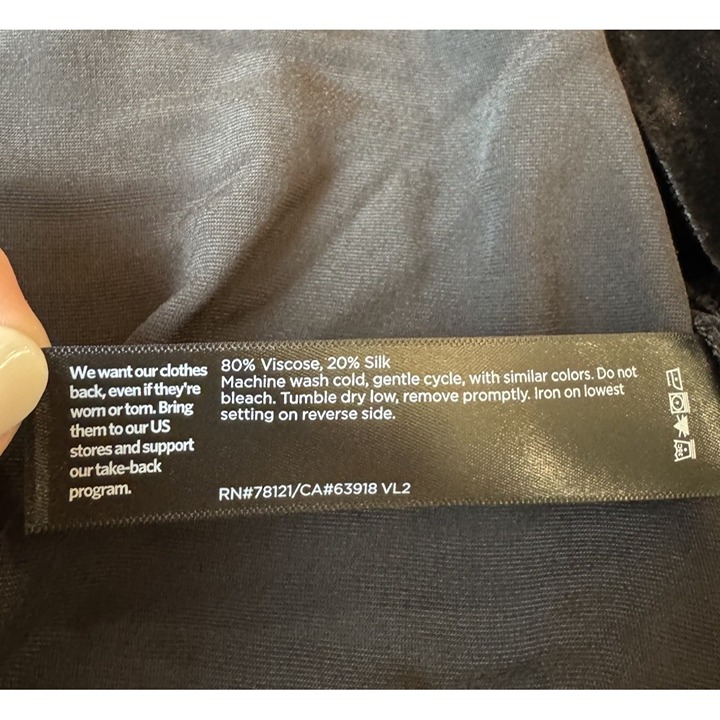 We want our clothes
back, even if they're
worn or torn. Bring
them to our US
stores and support
our take-back
program.
80% Viscose, 20% Silk
Machine wash cold, gentle cycle, with similar colors. Do not
bleach. Tumble dry low, remove promptly. Iron on lowest
setting on reverse side.
RN#78121/CA#63918 VL2